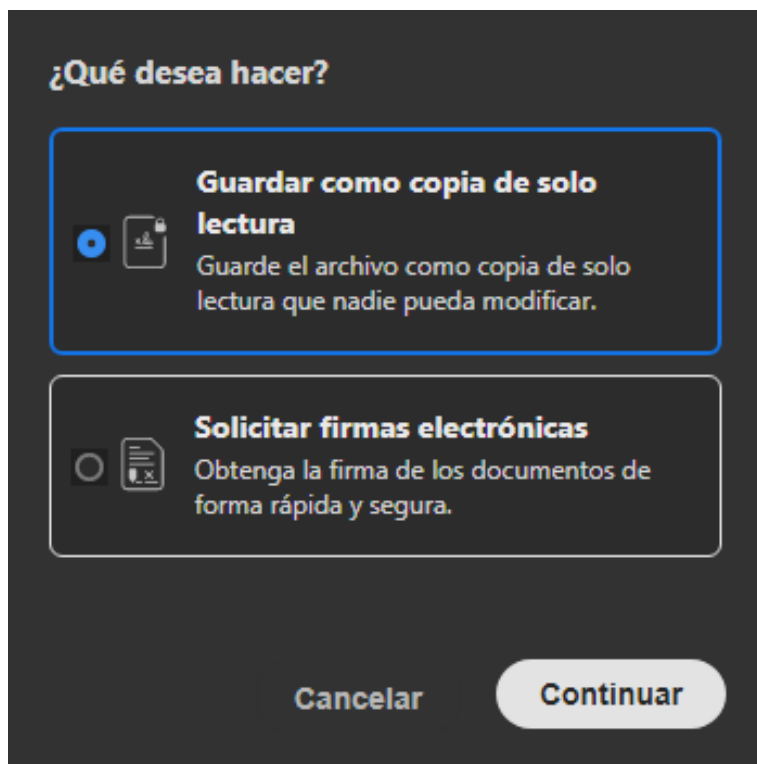 ¿Qué desea hacer?
Guardar como copia de solo
lectura
Guarde el archivo como copia de solo
lectura que nadie pueda modificar.
Solicitar firmas electrónicas
Obtenga la firma de los documentos de
forma rápida y segura.
Cancelar
Continuar